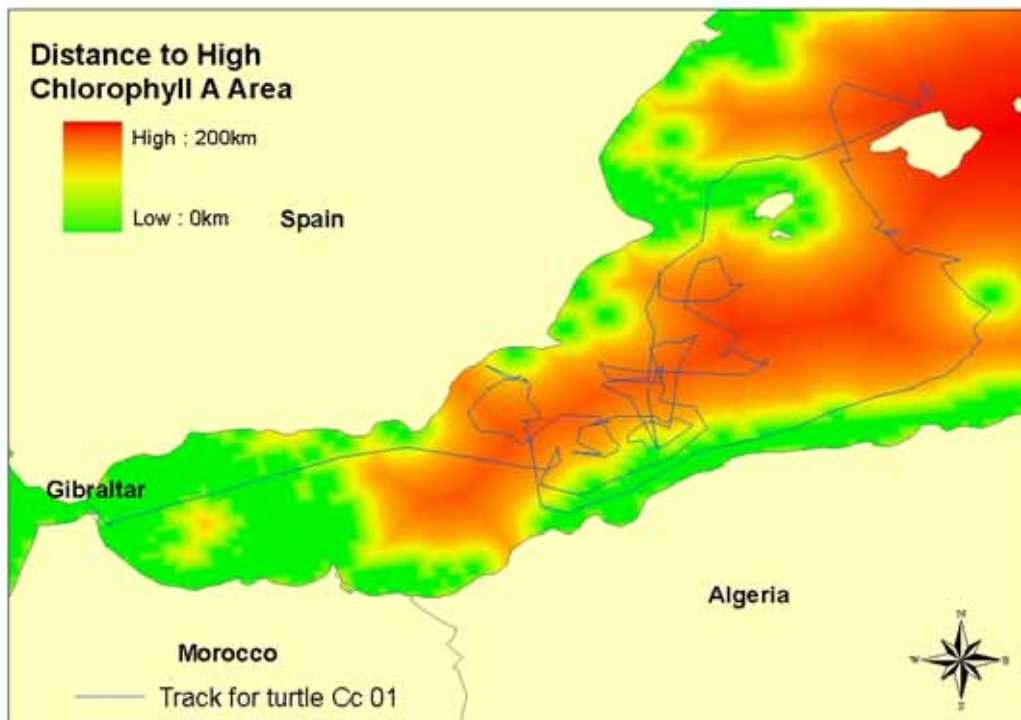 Distance to High
Chlorophyll A Area
High : 200km
Low : 0km
Spain
Gibraltar
Algeria
Morocco
Track for turtle Cc 01
N
S